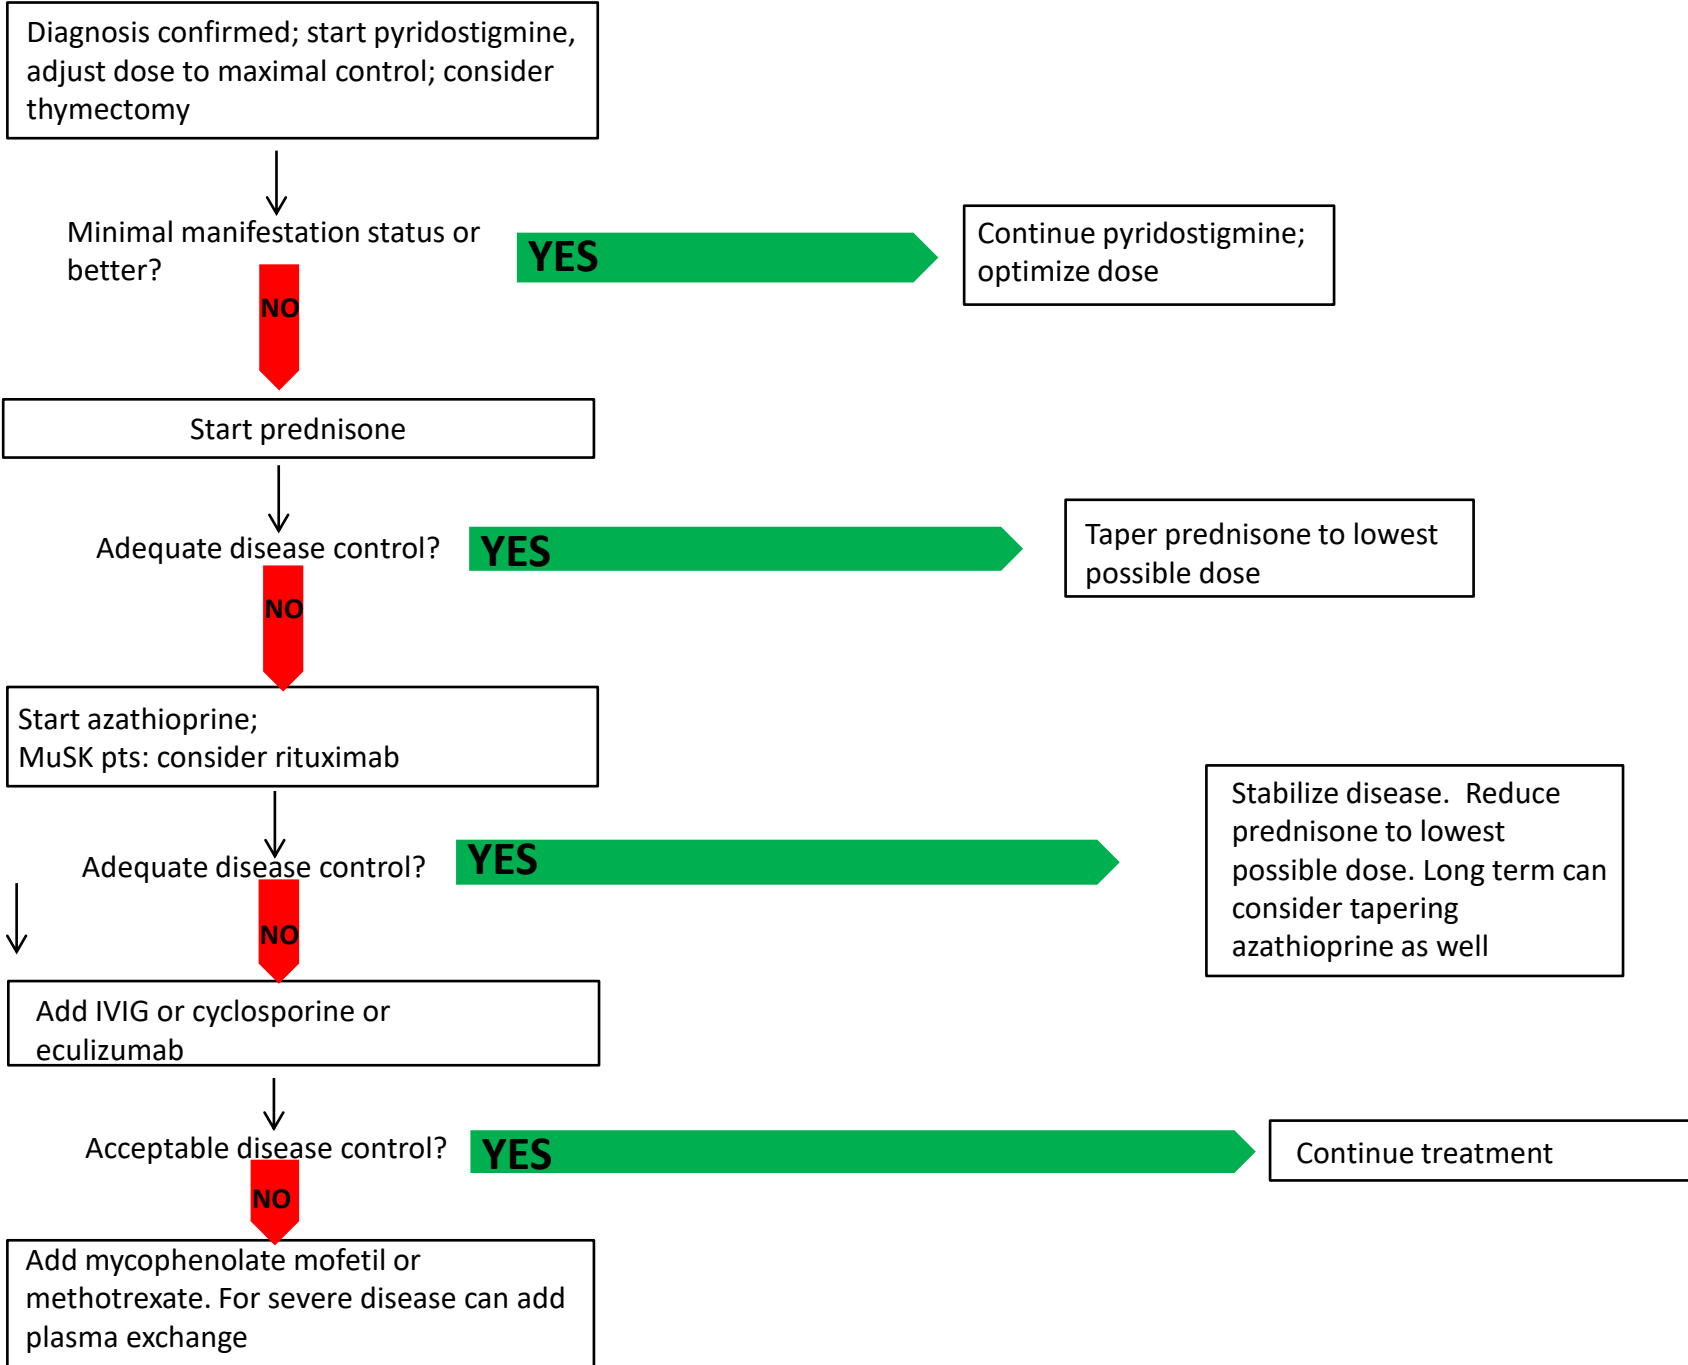 Diagnosis confirmed; start pyridostigmine,
adjust dose to maximal control; consider
thymectomy
Minimal manifestation status or
better?
YES
Continue pyridostigmine;
optimize dose
NO
Start prednisone
Adequate disease control?
YES
Taper prednisone to lowest
possible dose
NO
Start azathioprine;
MuSK pts: consider rituximab
Adequate disease control?
YES
Stabilize disease.  Reduce
prednisone to lowest
possible dose. Long term can
consider tapering
azathioprine as well
NO
Add IVIG or cyclosporine or
eculizumab
Acceptable disease control?
YES
Continue treatment
NO
Add mycophenolate mofetil or
methotrexate. For severe disease can add
plasma exchange